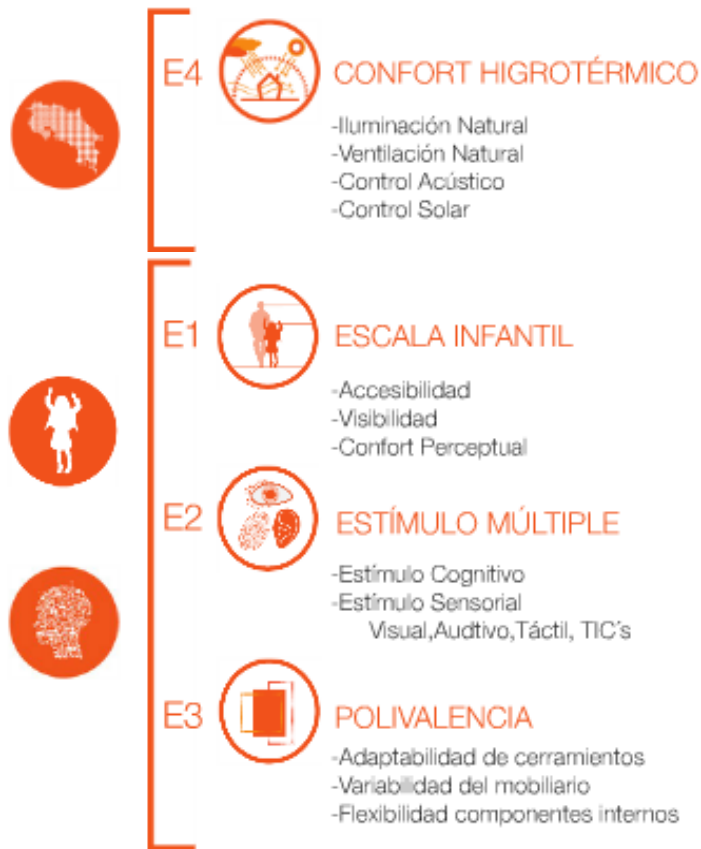 E4
CONFORT HIGROTÉRMICO
-Iluminación Natural
-Ventilación Natural
-Control Acústico
-Control Solar
E1
ESCALA INFANTIL
-Accesibilidad
-Visibilidad
-Confort Perceptual
E2
ESTÍMULO MÚLTIPLE
-Estímulo Cognitivo
-Estímulo Sensorial
Visual,Audtivo,Táctil, TIC´s
E3
POLIVALENCIA
-Adaptabilidad de cerramientos
-Variabilidad del mobiliario
-Flexibilidad componentes internos